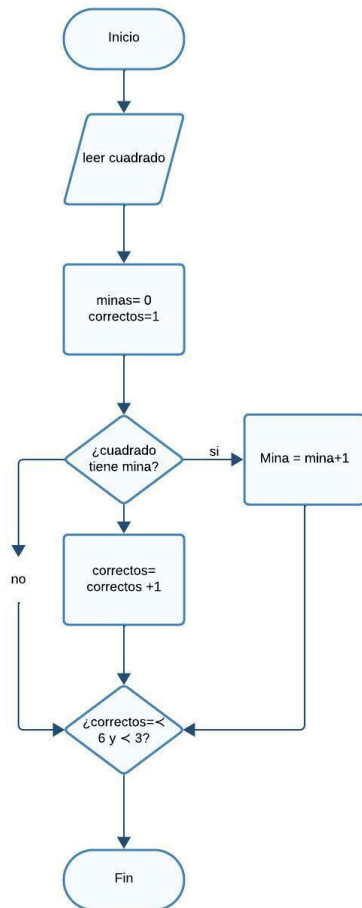 Inicio
leer cuadrado
minas= 0
correctos=1
¿cuadrado
tiene mina?
si
Mina = mina+1
correctos=
correctos +1
no
¿correctos=≺
6 y ≺ 3?
Fin